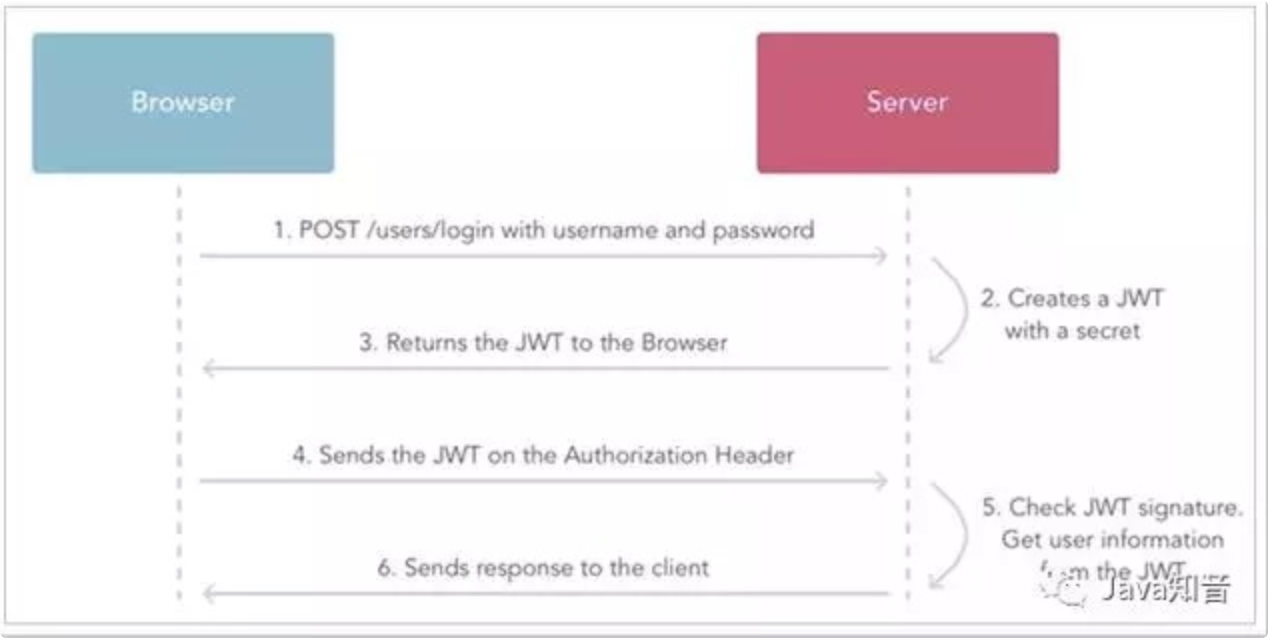 Browser
Server
1. POST /users/login with username and password
2. Creates a JWT
with a secret
3. Returns the JWT to the Browser
4. Sends the JWT on the Authorization Header
5. Check JWT signature.
Get user information
from the JWT
6. Sends response to the client
Java知音